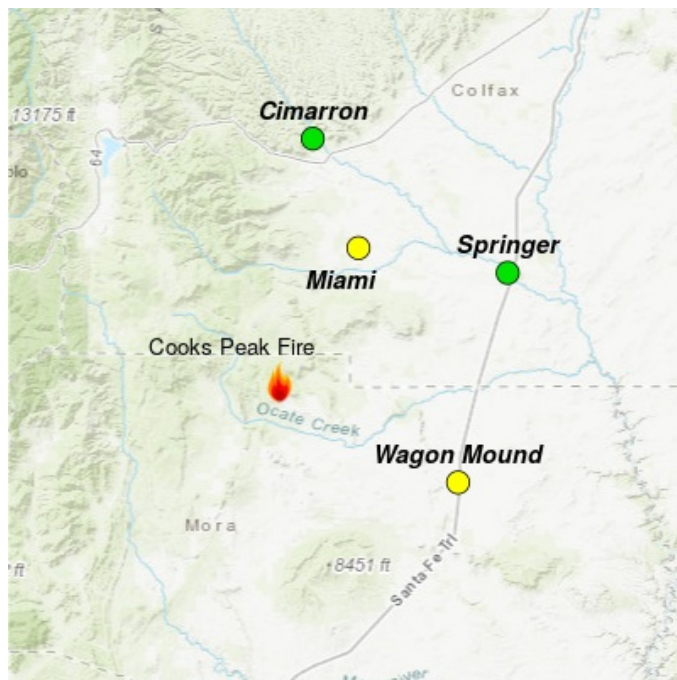 Colfax
13175 ft
Cimarron
64
Springer
Miami
Cooks Peak Fire
Ocate Creek
Wagon Mound
Mora
8451 ft
ft
Santa Fe-Trl